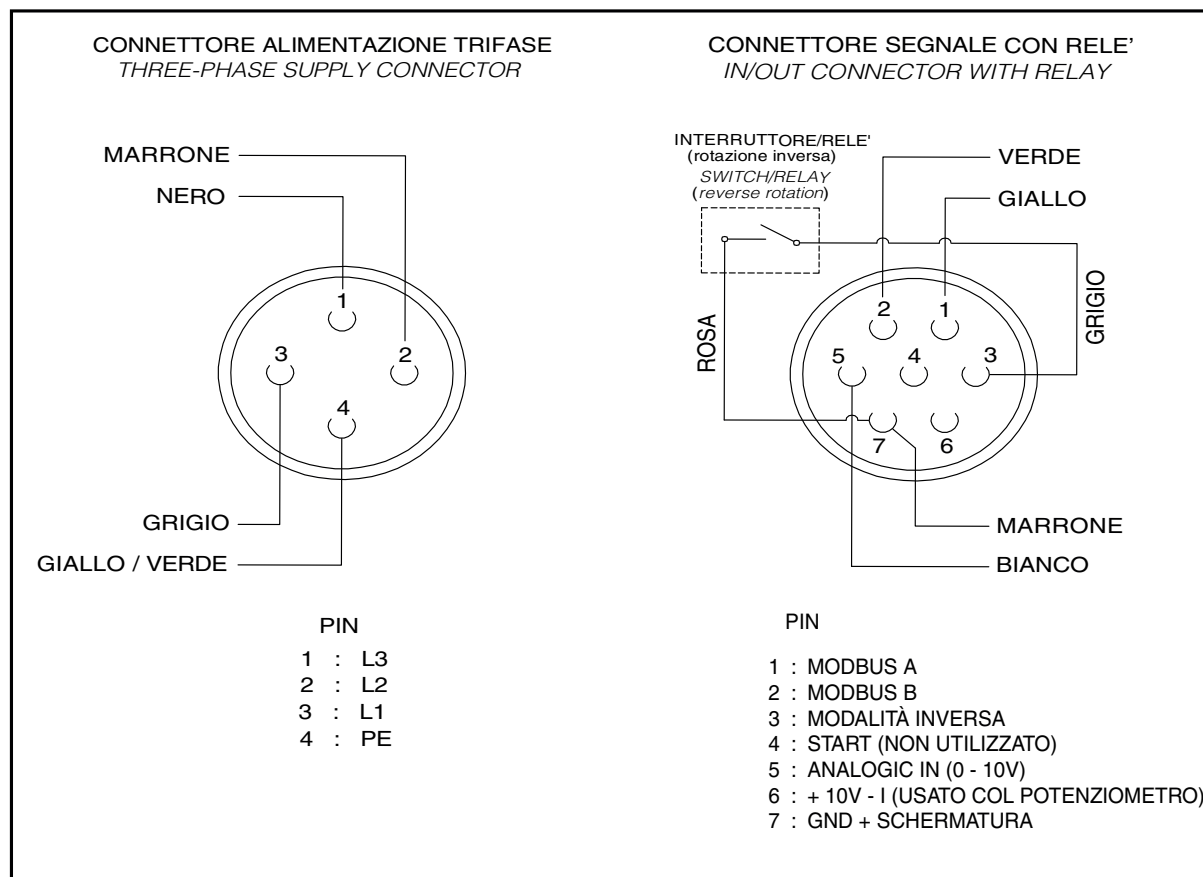 CONNETTORE ALIMENTAZIONE TRIFASE
THREE-PHASE SUPPLY CONNECTOR
MARRONE
NERO
1
3
2
4
GRIGIO
GIALLO / VERDE
PIN
1 : L3
2 : L2
3 : L1
4 : PE
CONNETTORE SEGNALE CON RELE'
IN/OUT CONNECTOR WITH RELAY
INTERRUTTORE/RELE'
(rotazione inversa)
SWITCH/RELAY
(reverse rotation)
VERDE
GIALLO
ROSA
GRIGIO
2
1
5
4
3
7
6
MARRONE
BIANCO
PIN
1 : MODBUS A
2 : MODBUS B
3 : MODALITÀ INVERSA
4 : START (NON UTILIZZATO)
5 : ANALOGIC IN (0 - 10V)
6 : + 10V - I (USATO COL POTENZIOMETRO)
7 : GND + SCHERMATURA